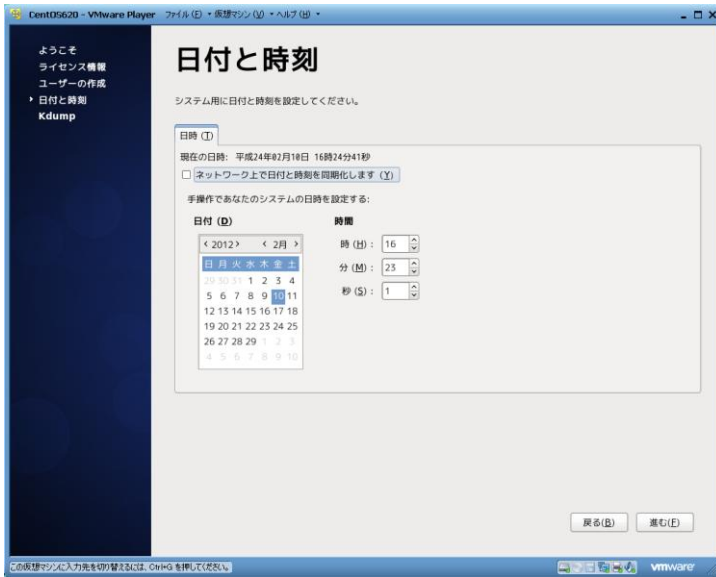 CentOS620 - VMware Player ファイル(F) 仮想マシン(V) ヘルプ(H)
ようこそ
ライセンス情報
ユーザーの作成
日付と時刻
Kdump
日付と時刻
システム用に日付と時刻を設定してください。
日時 (T)
現在の日時: 平成24年02月10日 16時24分41秒
ネットワーク上で日付と時刻を同期化します (Y)
手操作であなたのシステムの日時を設定する:
日付 (D)
‹ 2012 › ‹ 2月 ›
日 月 火 水 木 金 土
29 30 31 1 2 3 4
5 6 7 8 9 10 11
12 13 14 15 16 17 18
19 20 21 22 23 24 25
26 27 28 29 1 2 3
4 5 6 7 8 9 10
時間
時 (H) : 16
分 (M) : 23
秒 (S) : 1
戻る(B) 進む(F)
この仮想マシンに入力先を切り替えるには、Ctrl+G を押してください。 vmware